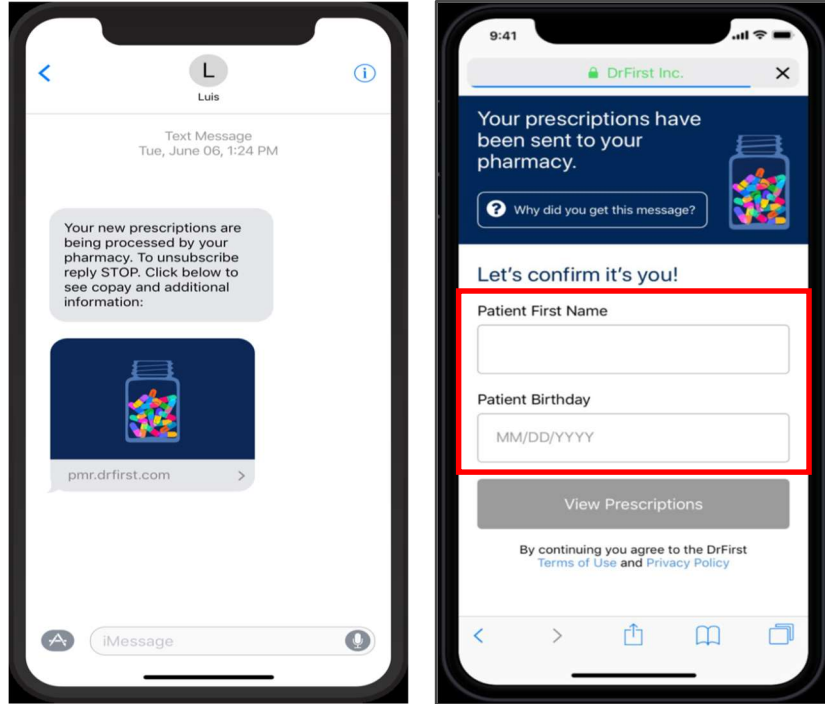 L
Luis
Text Message
Tue, June 06, 1:24 PM
Your new prescriptions are
being processed by your
pharmacy. To unsubscribe
reply STOP. Click below to
see copay and additional
information:
pmr.drfirst.com
iMessage
9:41
DrFirst Inc.
Your prescriptions have
been sent to your
pharmacy.
? Why did you get this message?
Let's confirm it's you!
Patient First Name
Patient Birthday
MM/DD/YYYY
View Prescriptions
By continuing you agree to the DrFirst
Terms of Use and Privacy Policy